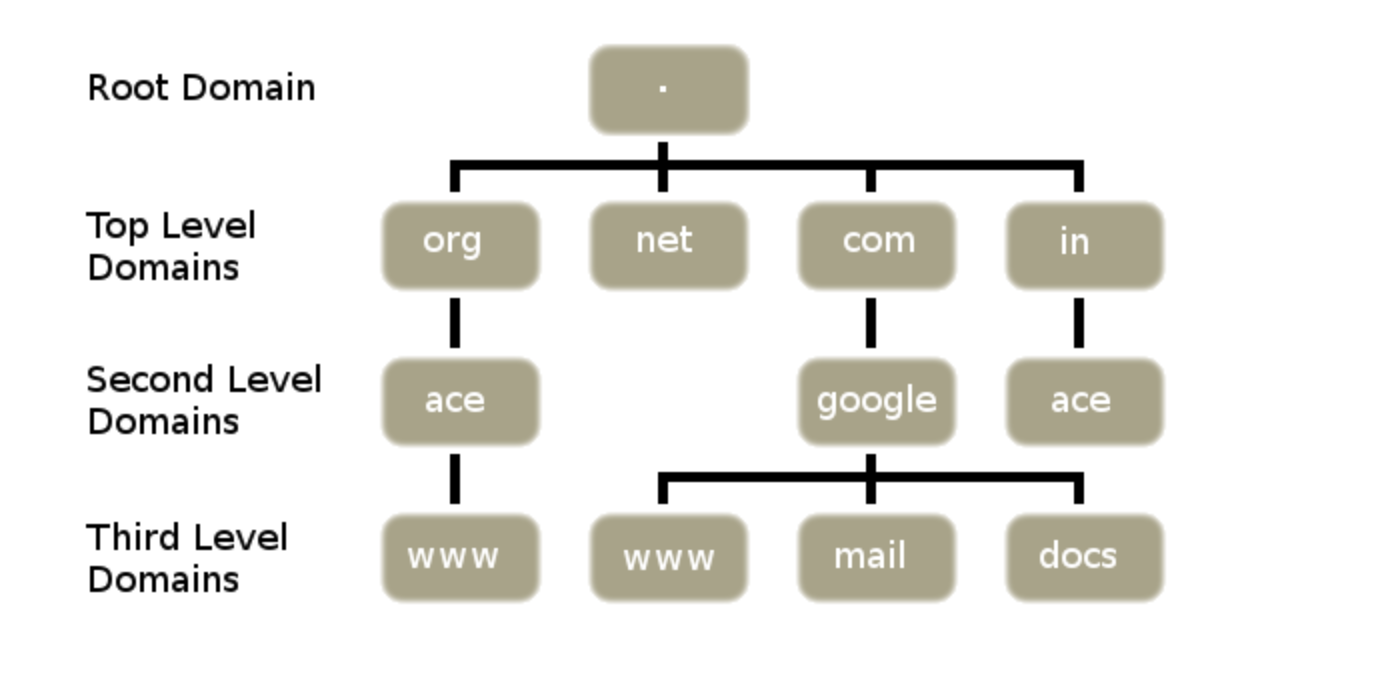 Root Domain
.
Top Level
Domains
org
net
com
in
Second Level
Domains
ace
google
ace
Third Level
Domains
www
www
mail
docs